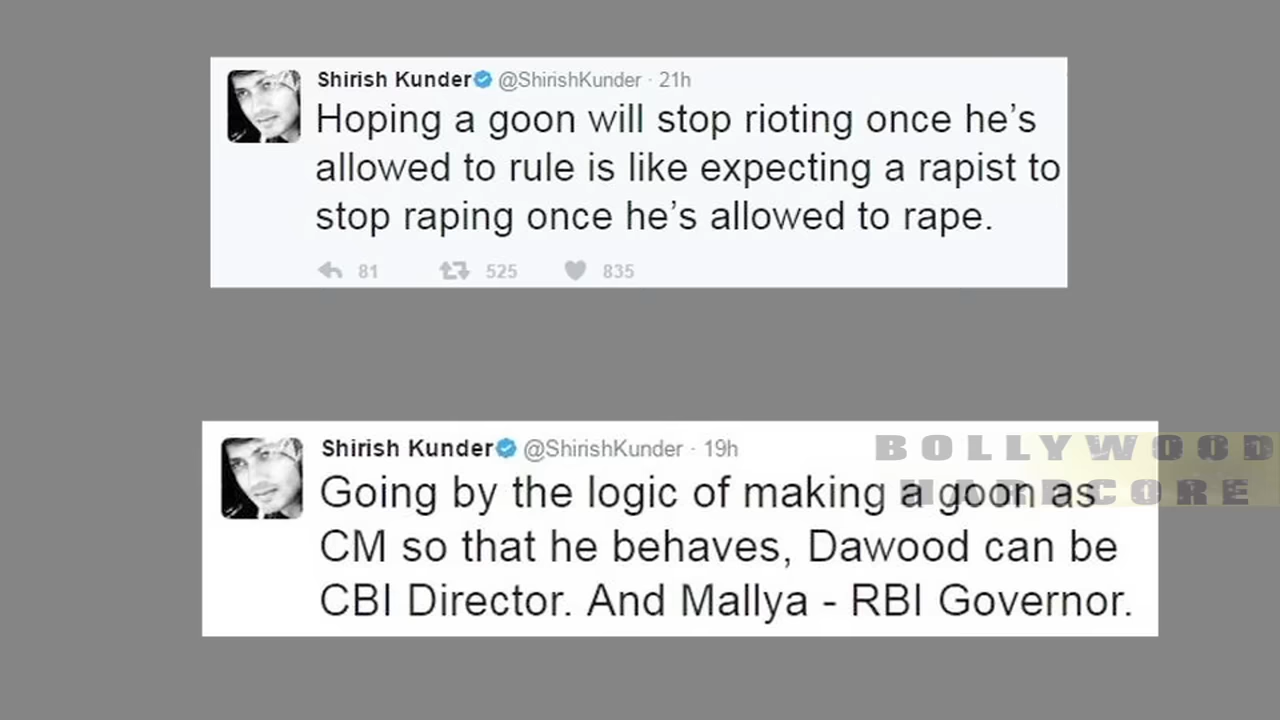 Shirish Kunder @ShirishKunder · 21h
Hoping a goon will stop rioting once he’s
allowed to rule is like expecting a rapist to
stop raping once he’s allowed to rape.
81 525 835
Shirish Kunder @ShirishKunder · 19h
BOLLYWOOD
HARDCORE
Going by the logic of making a goon as
CM so that he behaves, Dawood can be
CBI Director. And Mallya - RBI Governor.